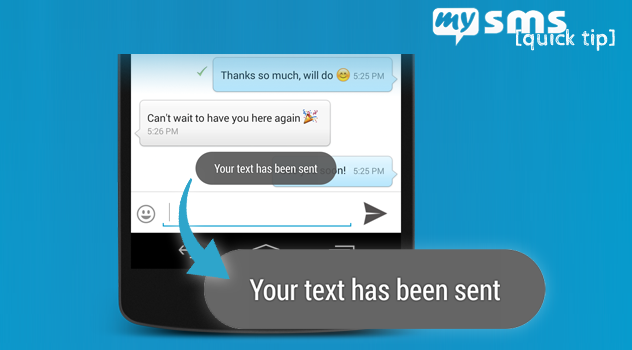 my sms
[quick tip]
Thanks so much, will do 😊 5:25 PM
Can't wait to have you here again 🎉
5:26 PM
Your text has been sent
oon! 5:25 PM
Your text has been sent